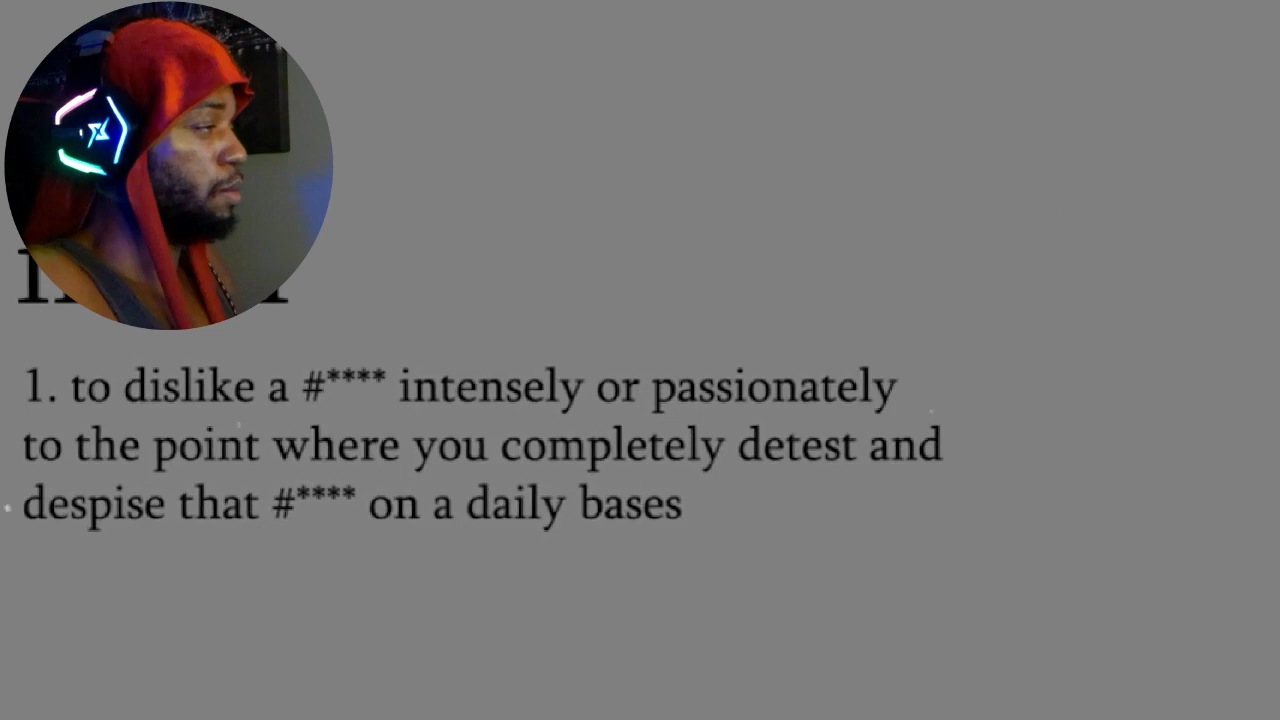 1. to dislike a #**** intensely or passionately
to the point where you completely detest and
despise that #**** on a daily bases